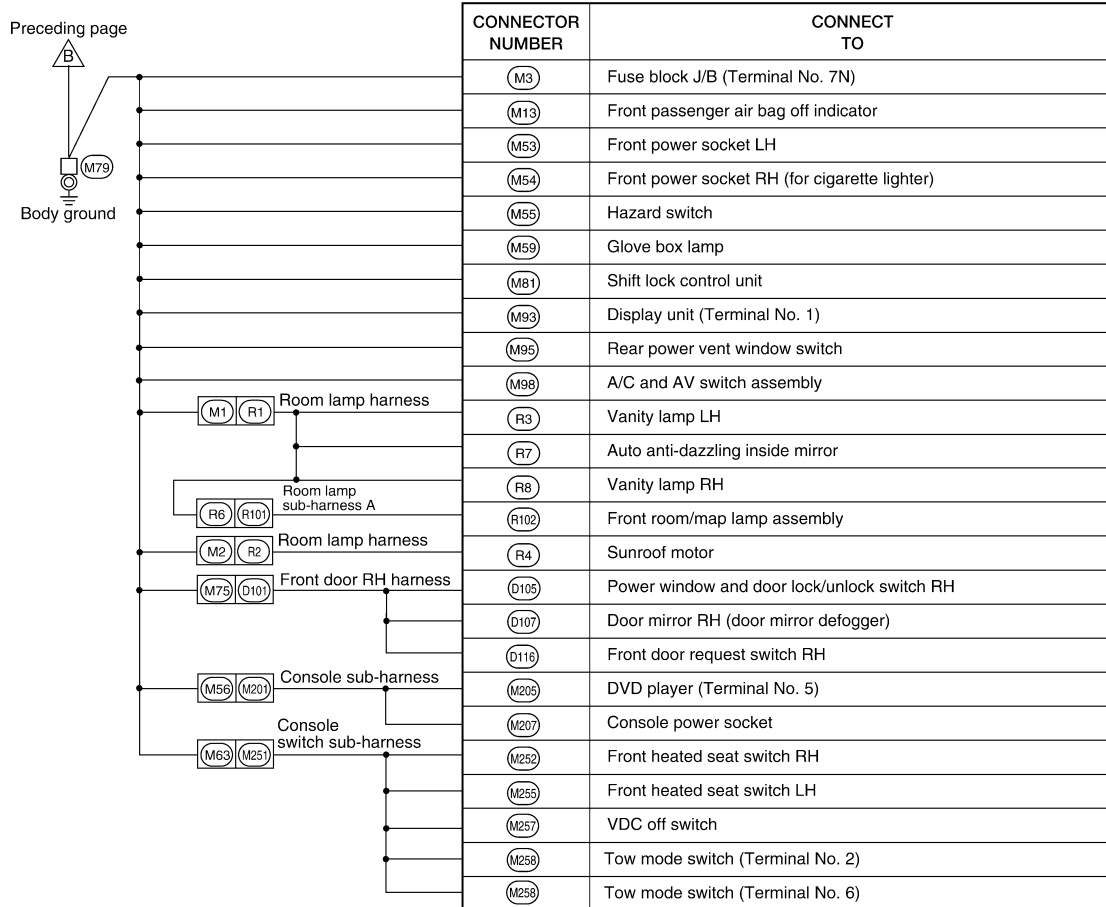 Preceding page
B
M79
Body ground
CONNECTOR NUMBER
CONNECT TO
M3 Fuse block J/B (Terminal No. 7N)
M13 Front passenger air bag off indicator
M53 Front power socket LH
M54 Front power socket RH (for cigarette lighter)
M55 Hazard switch
M59 Glove box lamp
M81 Shift lock control unit
M93 Display unit (Terminal No. 1)
M95 Rear power vent window switch
M98 A/C and AV switch assembly
M1 R1 Room lamp harness
R3 Vanity lamp LH
R7 Auto anti-dazzling inside mirror
R8 Vanity lamp RH
Room lamp
sub-harness A
R6 R101
R102 Front room/map lamp assembly
M2 R2 Room lamp harness
R4 Sunroof motor
M75 D101 Front door RH harness
D105 Power window and door lock/unlock switch RH
D107 Door mirror RH (door mirror defogger)
D116 Front door request switch RH
M56 M201 Console sub-harness
M205 DVD player (Terminal No. 5)
M207 Console power socket
Console
switch sub-harness
M63 M251
M252 Front heated seat switch RH
M255 Front heated seat switch LH
M257 VDC off switch
M258 Tow mode switch (Terminal No. 2)
M258 Tow mode switch (Terminal No. 6)